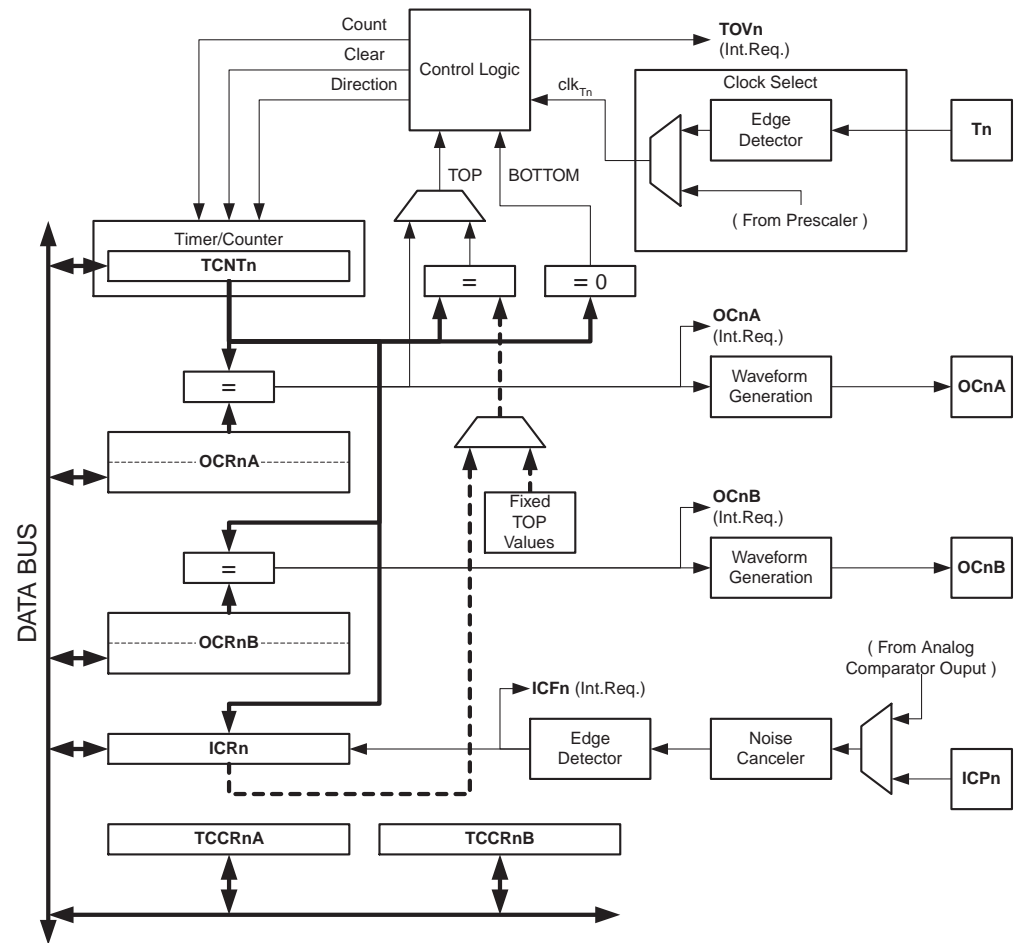 Count
Clear
Direction
Control Logic
TOVn
(Int.Req.)
clkTn
Clock Select
Edge
Detector
Tn
( From Prescaler )
TOP
BOTTOM
Timer/Counter
TCNTn
=
= 0
OCnA
(Int.Req.)
=
Waveform
Generation
OCnA
OCRnA
Fixed
TOP
Values
OCnB
(Int.Req.)
=
Waveform
Generation
OCnB
OCRnB
DATA BUS
( From Analog
Comparator Ouput )
ICFn (Int.Req.)
ICRn
Edge
Detector
Noise
Canceler
ICPn
TCCRnA
TCCRnB